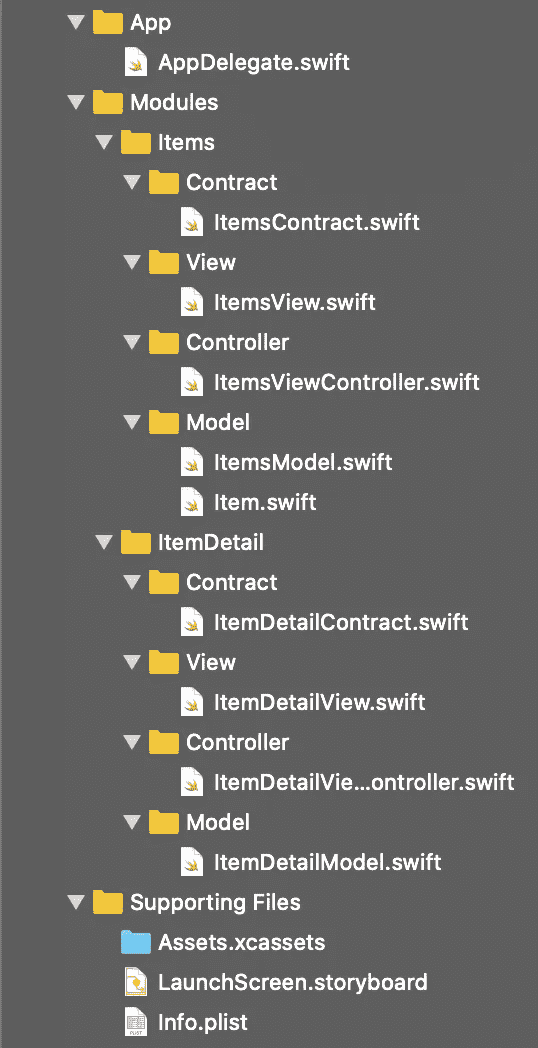 App
AppDelegate.swift
Modules
Items
Contract
ItemsContract.swift
View
ItemsView.swift
Controller
ItemsViewController.swift
Model
ItemsModel.swift
Item.swift
ItemDetail
Contract
ItemDetailContract.swift
View
ItemDetailView.swift
Controller
ItemDetailVie...ontroller.swift
Model
ItemDetailModel.swift
Supporting Files
Assets.xcassets
LaunchScreen.storyboard
PLIST Info.plist